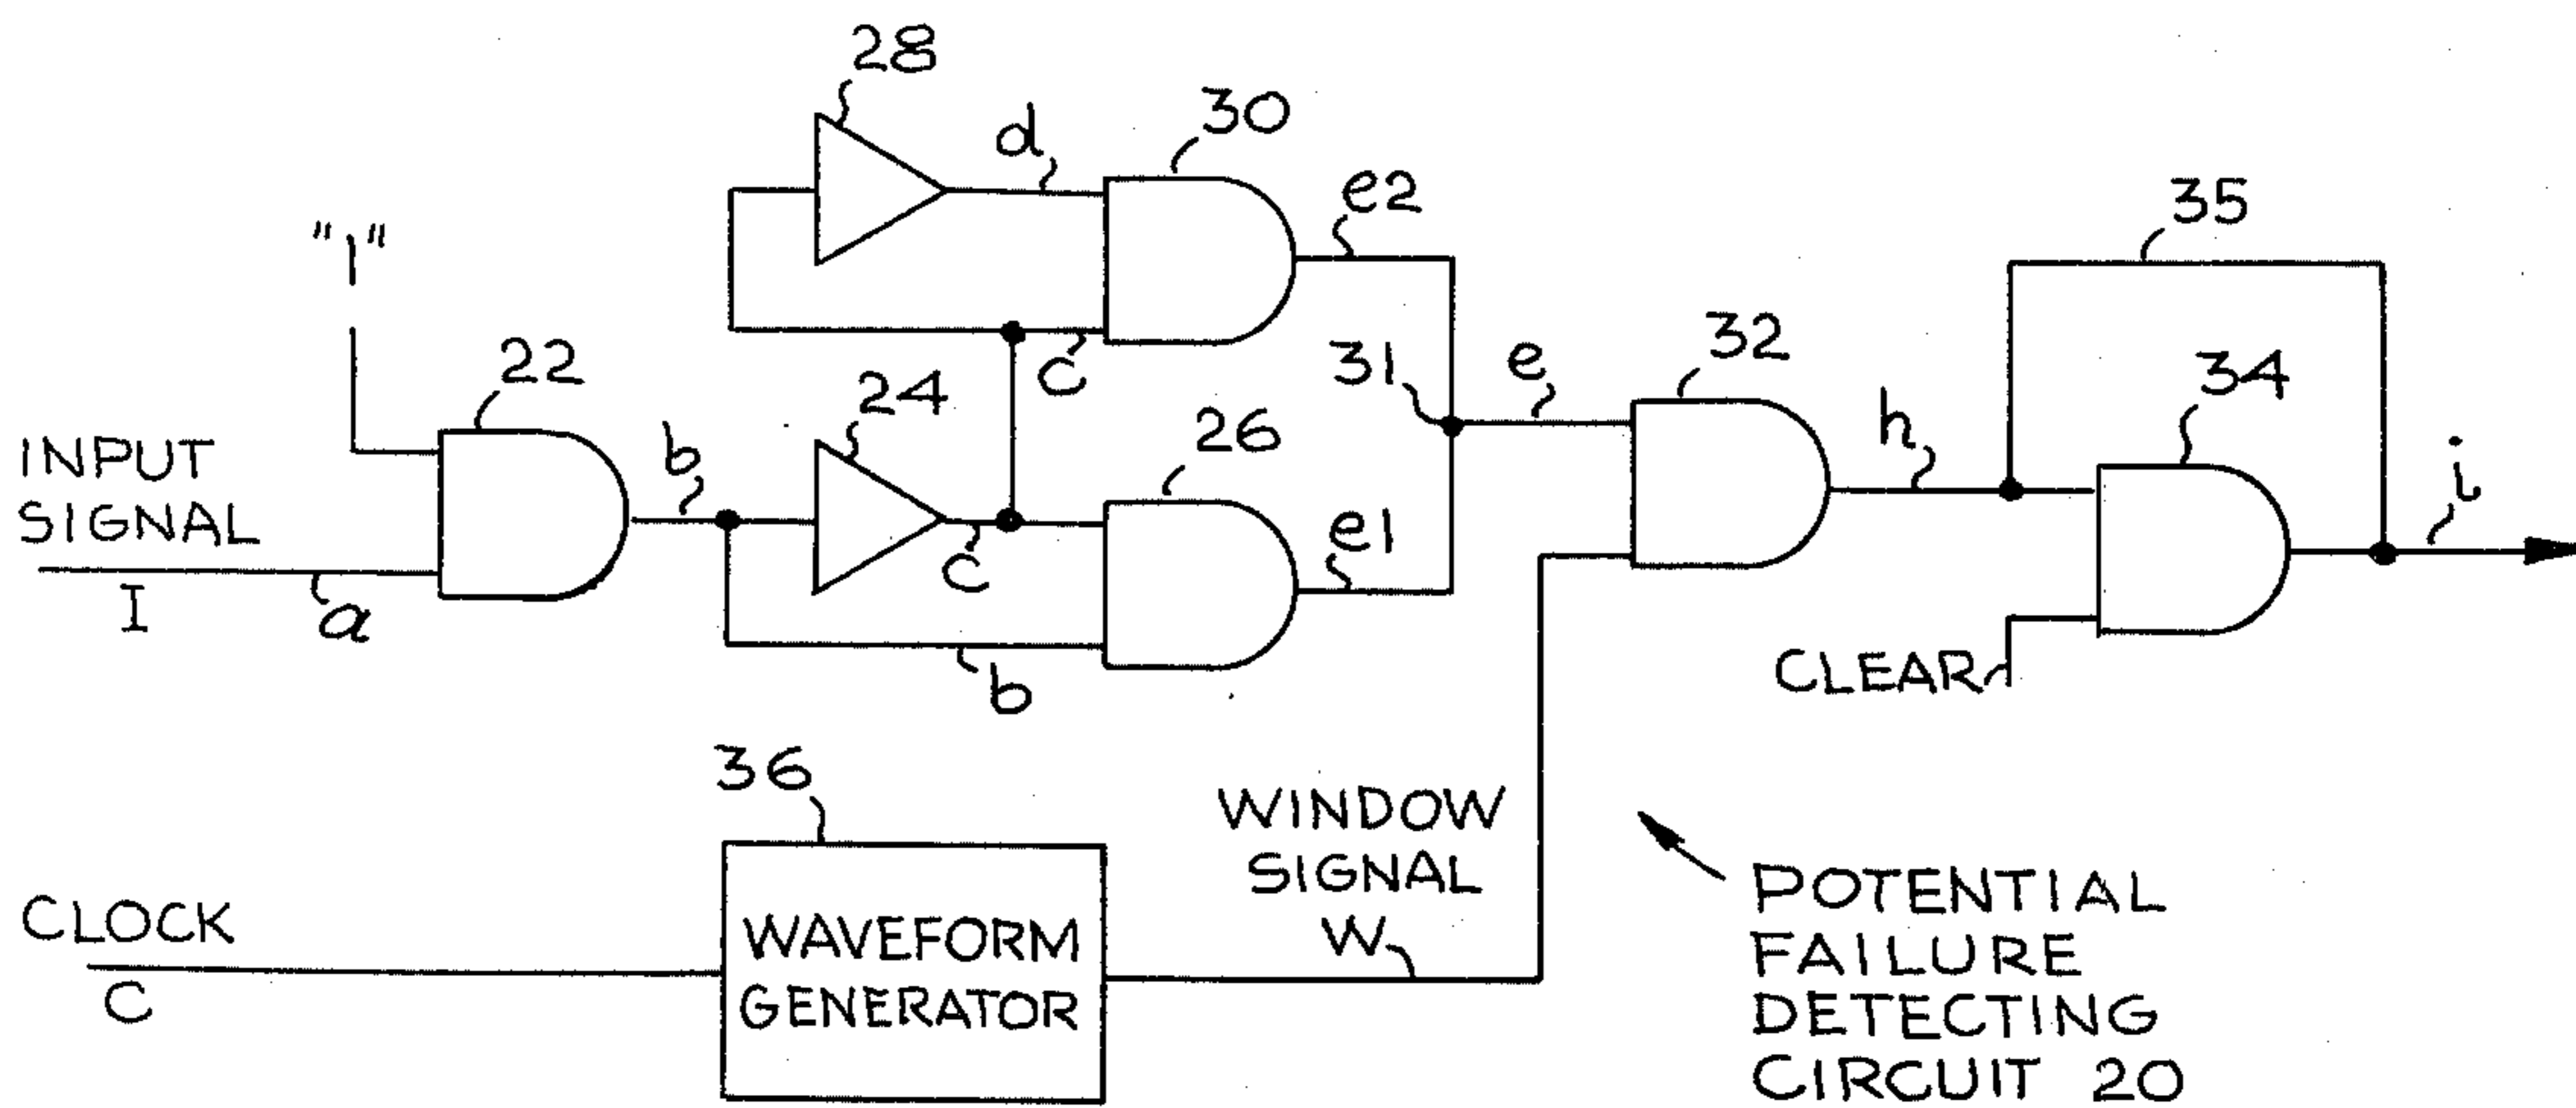 28
30
d
e2
35
"1"
c
22
24
31
e
32
34
INPUT
SIGNAL
I
a
b
c
26
h
i
e1
b
CLEAR
36
WINDOW
SIGNAL
W
CLOCK
C
WAVEFORM
GENERATOR
POTENTIAL
FAILURE
DETECTING
CIRCUIT 20